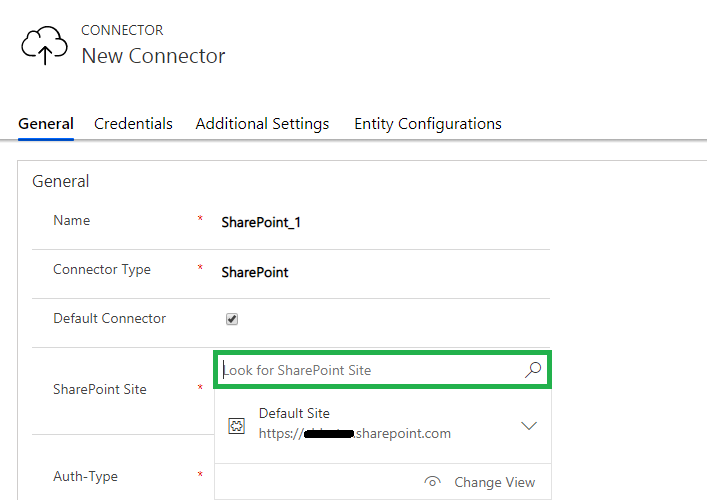 CONNECTOR
New Connector
General Credentials Additional Settings Entity Configurations
General
Name * SharePoint_1
Connector Type * SharePoint
Default Connector
Look for SharePoint Site
SharePoint Site *
Default Site
https:// .sharepoint.com
Auth-Type *
Change View